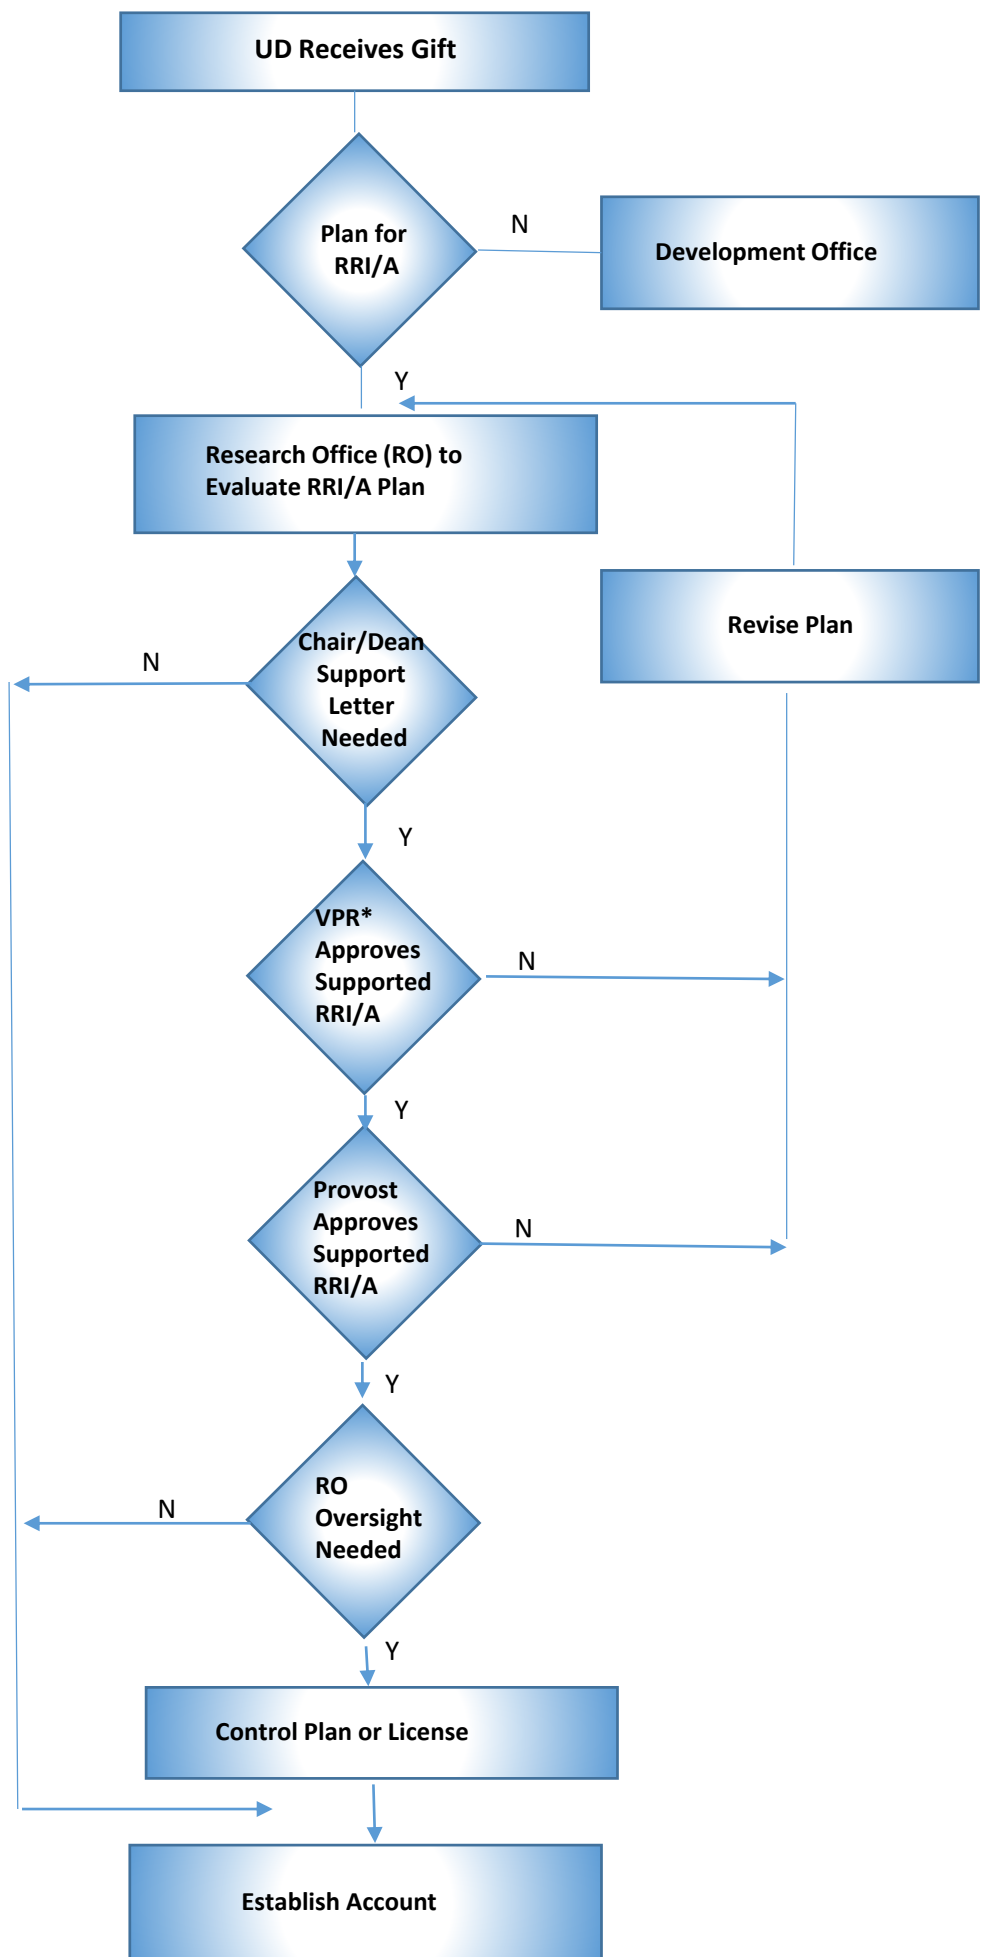 UD Receives Gift
Plan for
RRI/A
N
Development Office
Y
Research Office (RO) to
Evaluate RRI/A Plan
Revise Plan
Chair/Dean
Support
Letter
Needed
N
Y
VPR*
Approves
Supported
RRI/A
N
Y
Provost
Approves
Supported
RRI/A
N
Y
RO
Oversight
Needed
N
Y
Control Plan or License
Establish Account